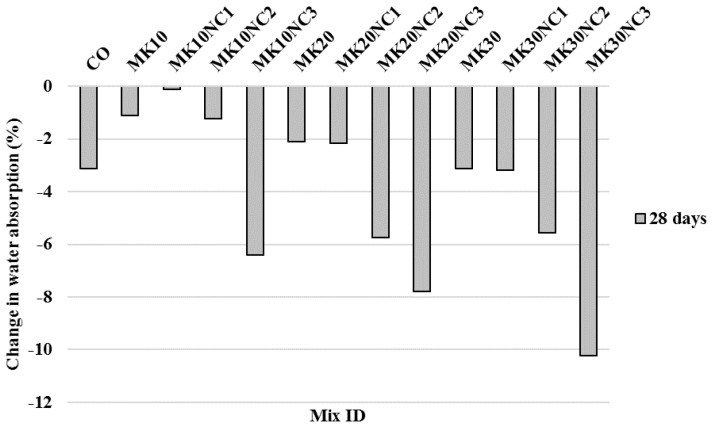 CO
MK10
MK10NC1
MK10NC2
MK10NC3
MK20
MK20NC1
MK20NC2
MK20NC3
MK30
MK30NC1
MK30NC2
MK30NC3
0
-2
-4
-6
-8
-10
-12
Change in water absorption (%)
28 days
Mix ID